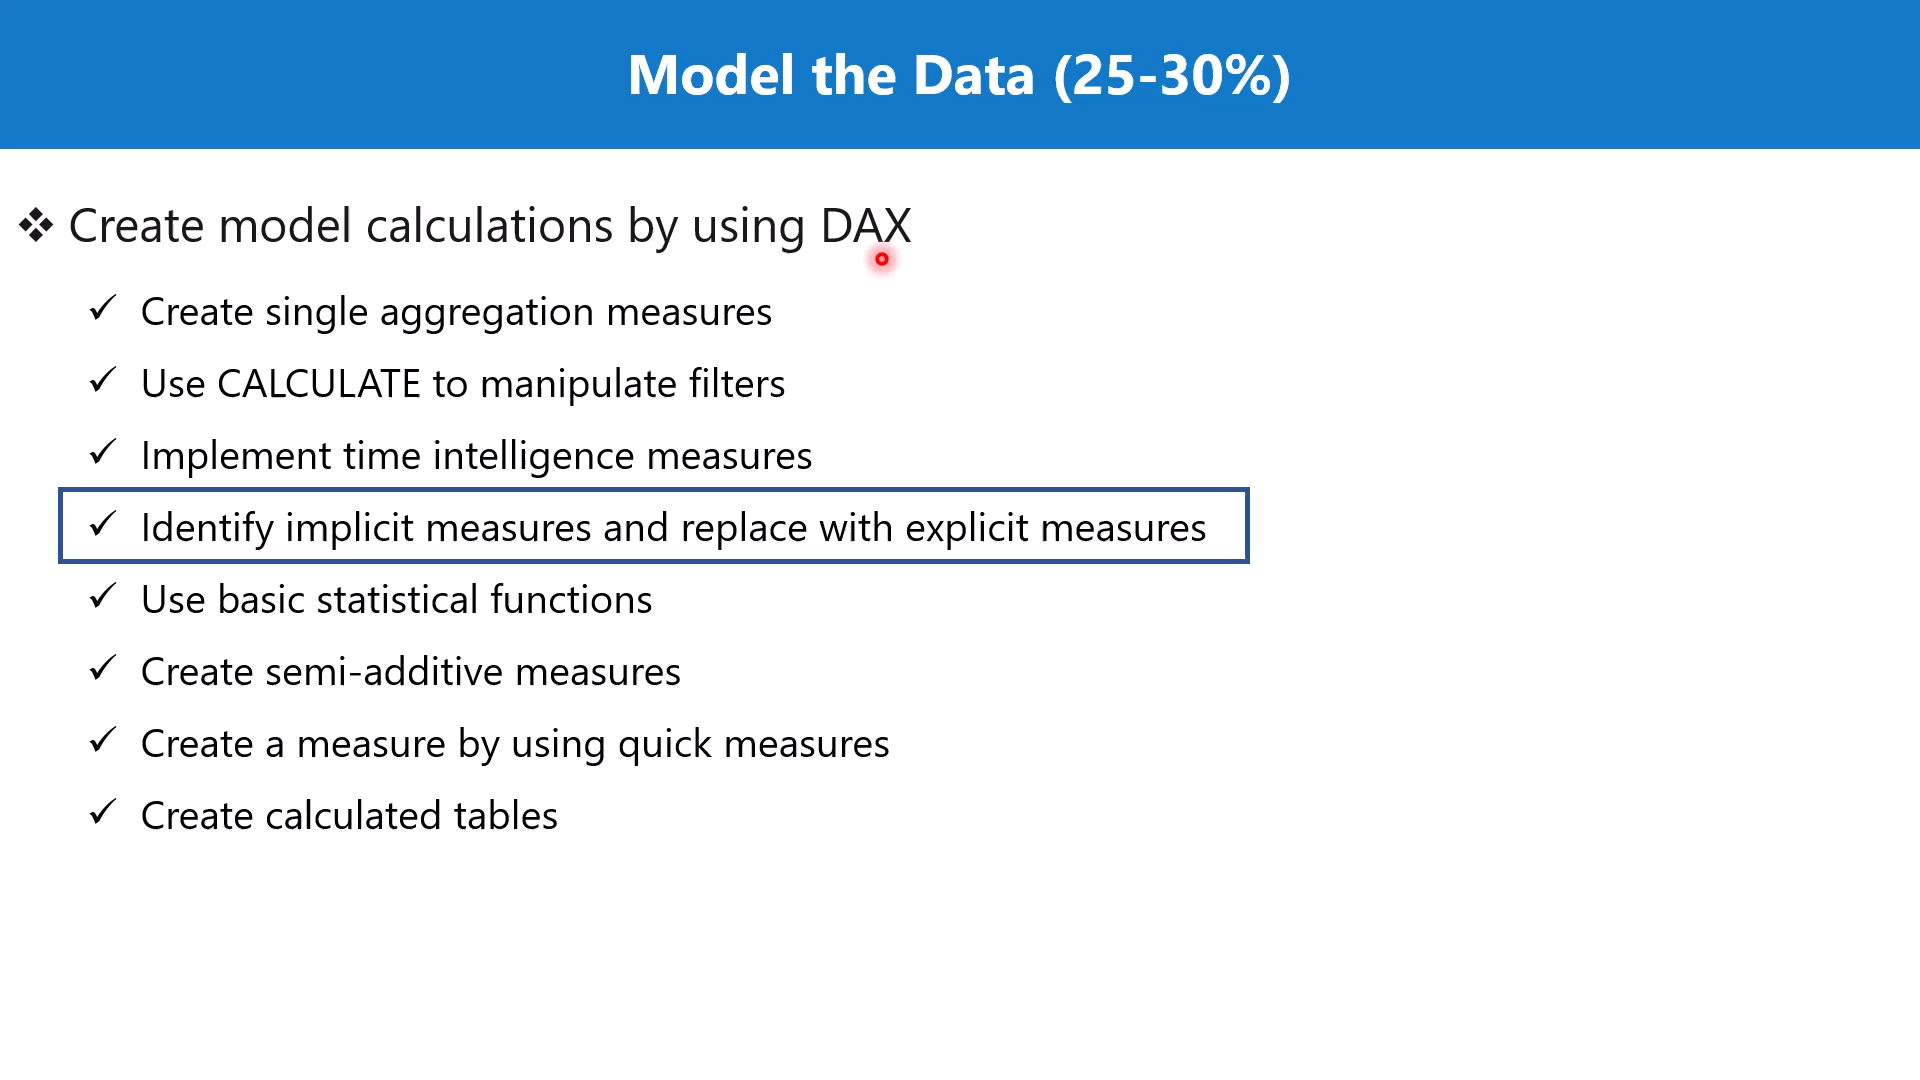 Model the Data (25-30%)
❖ Create model calculations by using DAX
✓ Create single aggregation measures
✓ Use CALCULATE to manipulate filters
✓ Implement time intelligence measures
✓ Identify implicit measures and replace with explicit measures
✓ Use basic statistical functions
✓ Create semi-additive measures
✓ Create a measure by using quick measures
✓ Create calculated tables